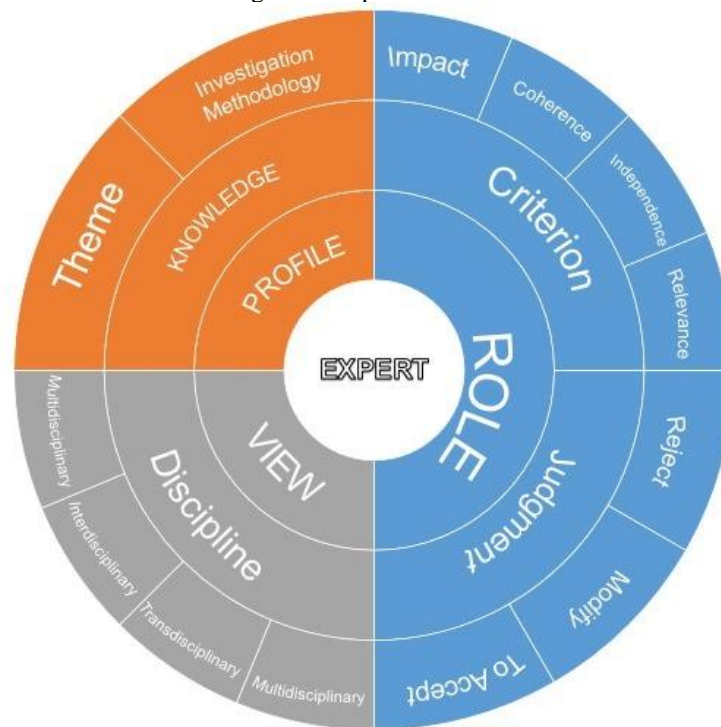 EXPERT
PROFILE
KNOWLEDGE
Theme
Investigation
Methodology
ROLE
Criterion
Impact
Coherence
Independence
Relevance
Judgment
Reject
Modify
To Accept
VIEW
Discipline
Multidisciplinary
Transdisciplinary
Interdisciplinary
Multidisciplinary